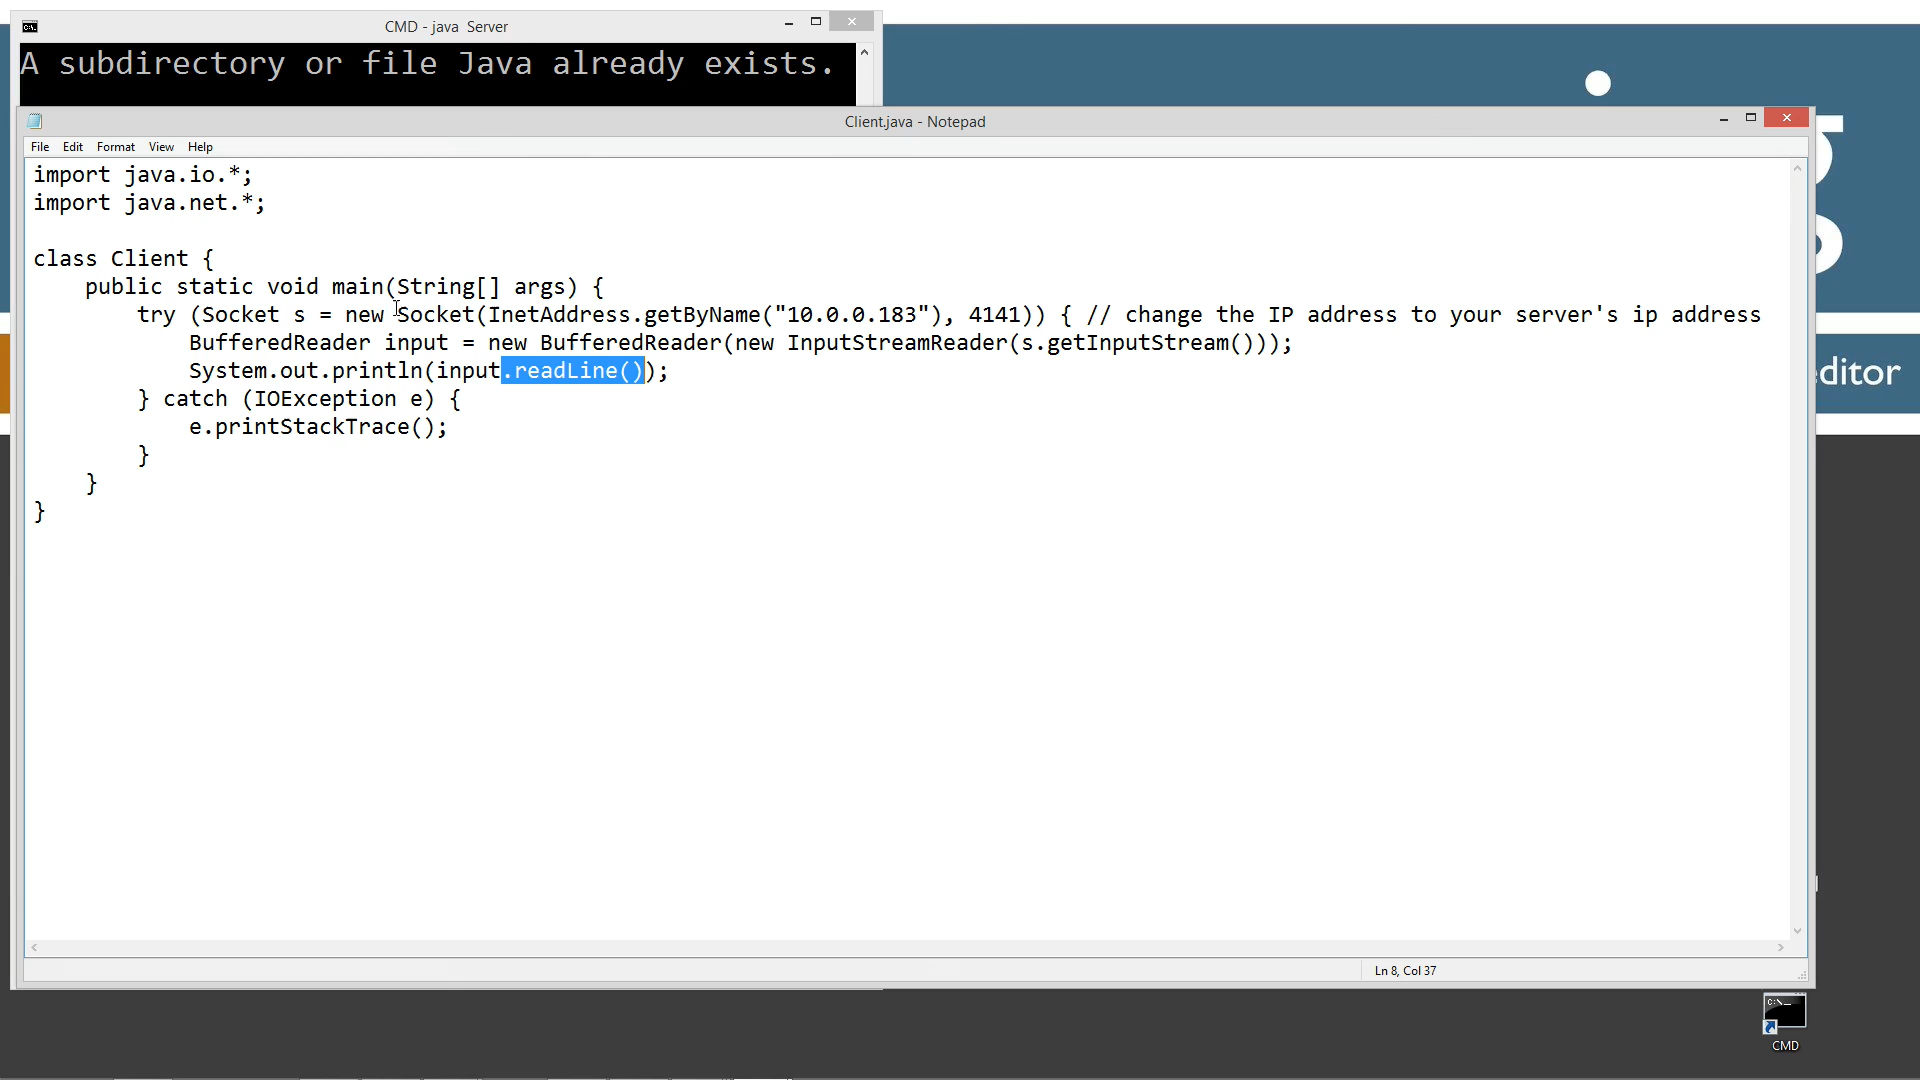 CMD - java Server
A subdirectory or file Java already exists.
Client.java - Notepad
File Edit Format View Help
import java.io.*;
import java.net.*;
class Client {
public static void main(String[] args) {
try (Socket s = new Socket(InetAddress.getByName("10.0.0.183"), 4141)) { // change the IP address to your server's ip address
BufferedReader input = new BufferedReader(new InputStreamReader(s.getInputStream()));
System.out.println(input.readLine());
} catch (IOException e) {
e.printStackTrace();
}
}
}
Ln 8, Col 37
ditor
CMD